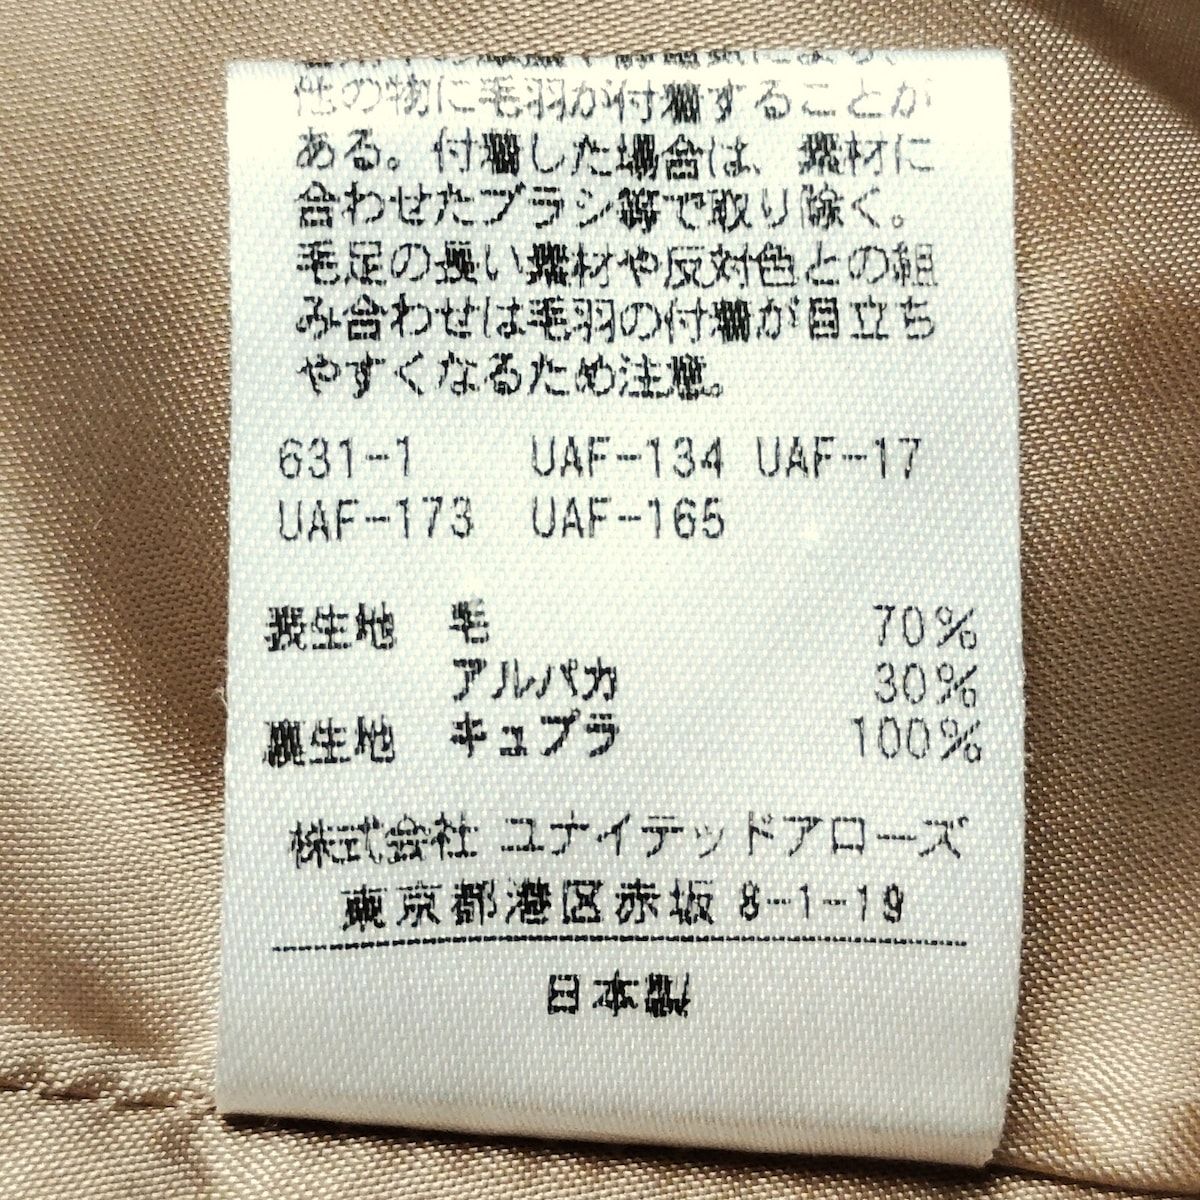 他の物に毛羽が付着することが
ある。付着した場合は、素材に
合わせたブラシ等で取り除く。
毛足の長い素材や反対色との組
み合わせは毛羽の付着が目立ち
やすくなるため注意。
631-1 UAF-134 UAF-17
UAF-173 UAF-165
表生地 毛 70%
アルパカ 30%
裏生地 キュプラ 100%
株式会社 ユナイテッドアローズ
東京都港区赤坂 8-1-19
日本製